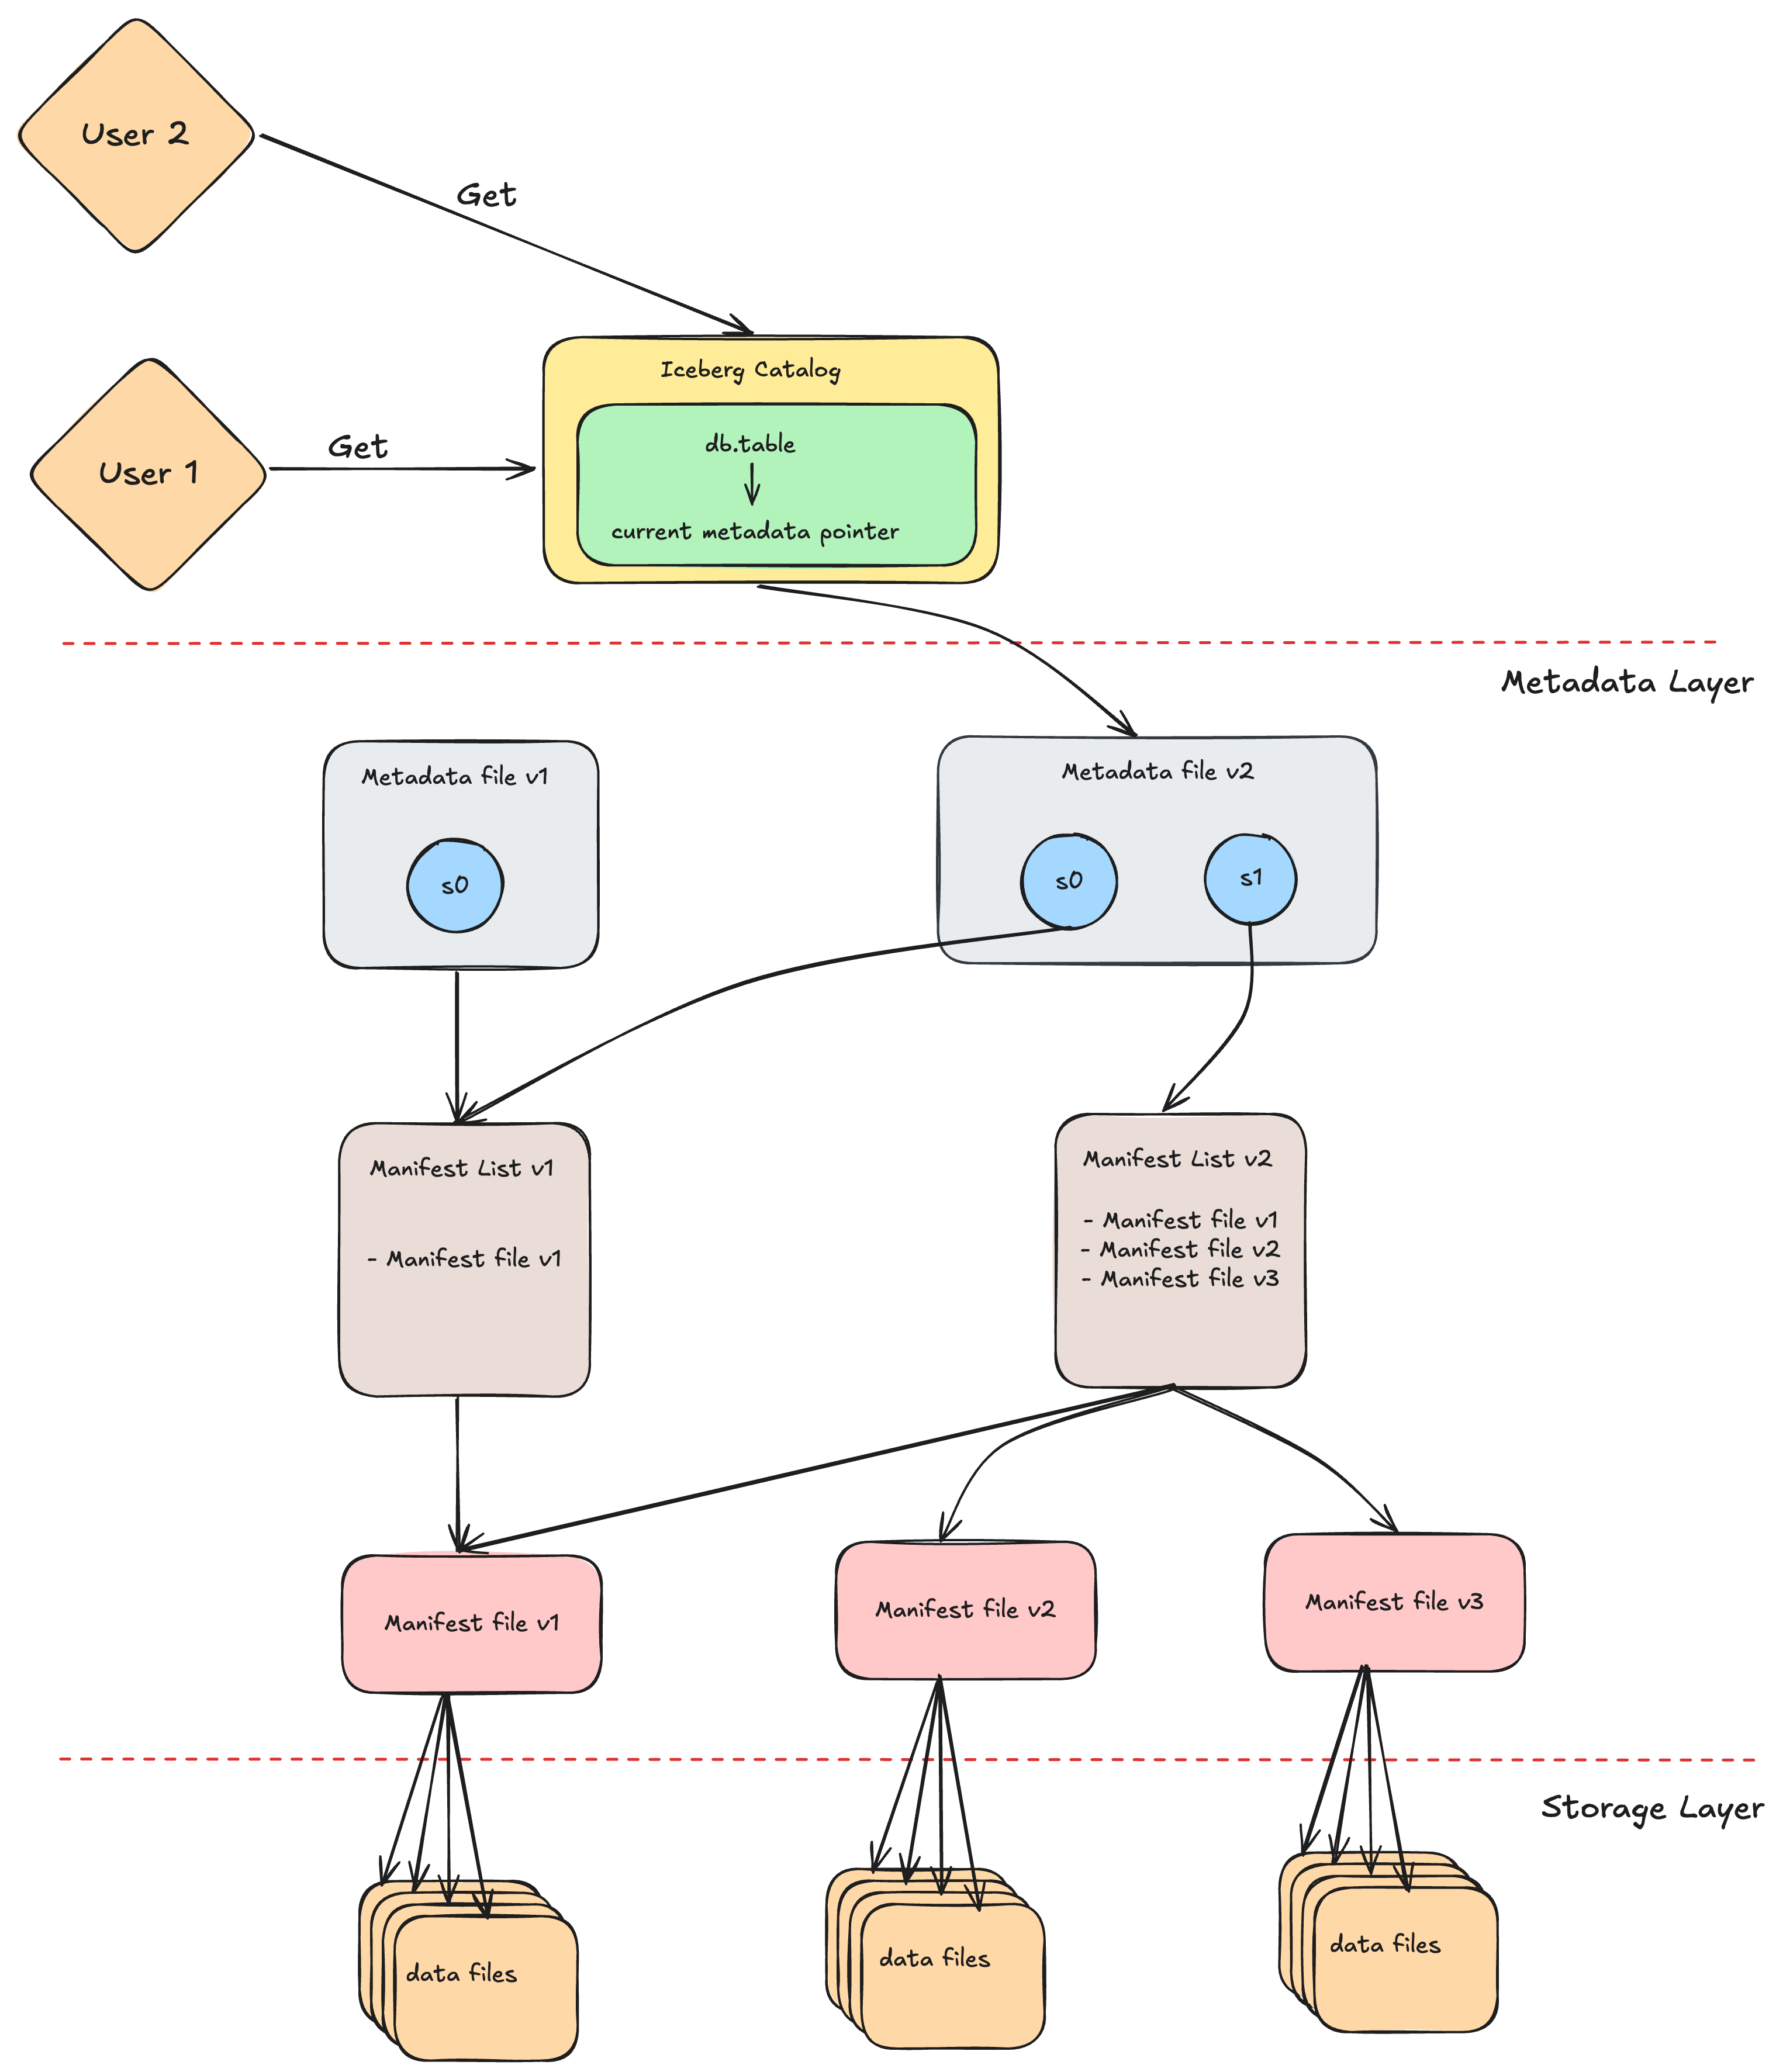 User 2
Get
User 1
Get
Iceberg Catalog
db.table
current metadata pointer
Metadata Layer
Metadata file v1
s0
Metadata file v2
s0
s1
Manifest List v1
- Manifest file v1
Manifest List v2
- Manifest file v1
- Manifest file v2
- Manifest file v3
Manifest file v1
Manifest file v2
Manifest file v3
Storage Layer
data files
data files
data files